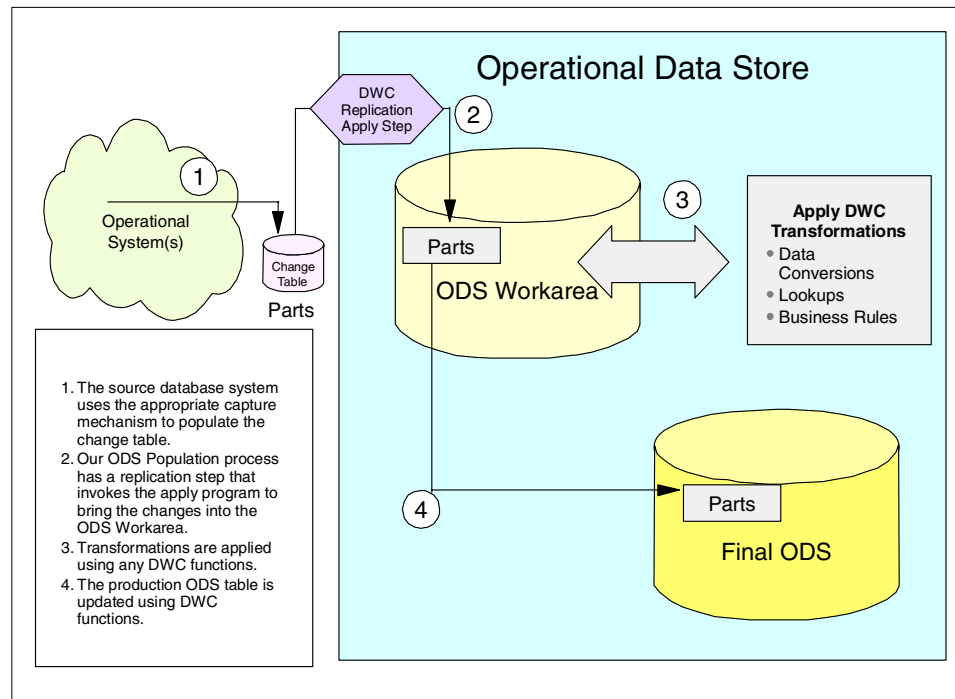 Operational Data Store
DWC
Replication
Apply Step
2
1
Operational
System(s)
Change
Table
Parts
Parts
ODS Workarea
3
Apply DWC
Transformations
• Data
Conversions
• Lookups
• Business Rules
1. The source database system
uses the appropriate capture
mechanism to populate the
change table.
2. Our ODS Population process
has a replication step that
invokes the apply program to
bring the changes into the
ODS Workarea.
3. Transformations are applied
using any DWC functions.
4. The production ODS table is
updated using DWC
functions.
4
Parts
Final ODS